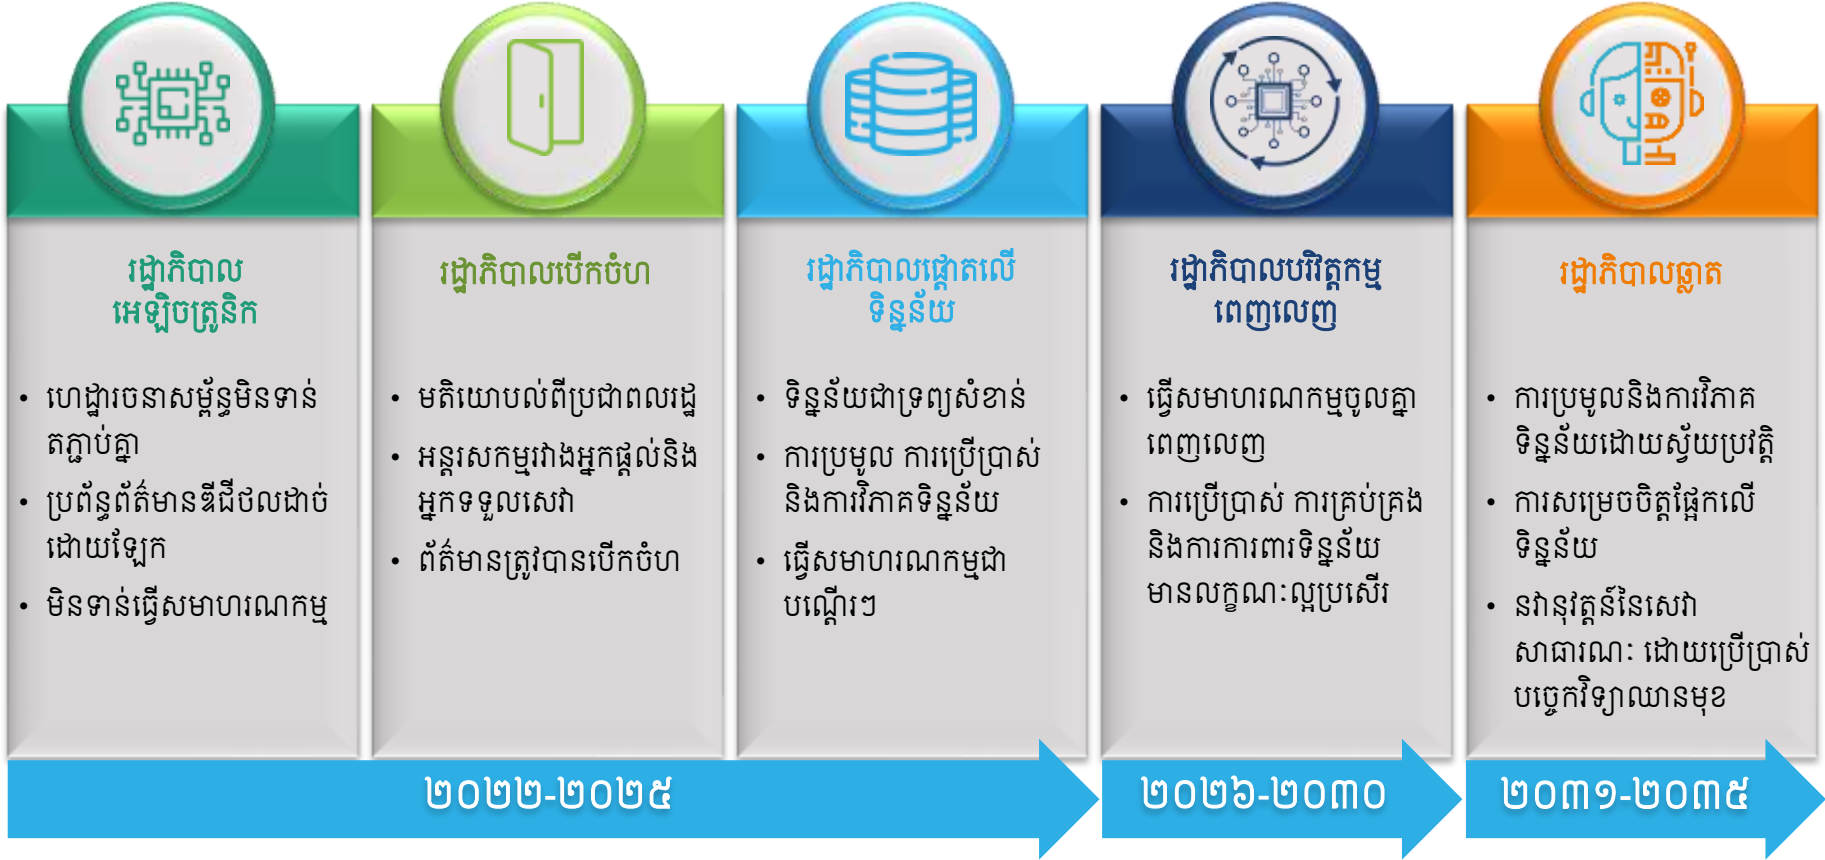 រដ្ឋាភិបាល
អេឡិចត្រូនិក
• ហេដ្ឋារចនាសម្ព័ន្ធមិនទាន់
តភ្ជាប់គ្នា
• ប្រព័ន្ធព័ត៌មានឌីជីថលដាច់
ដោយឡែក
• មិនទាន់ធ្វើសមាហរណកម្ម
រដ្ឋាភិបាលបើកចំហ
• មតិយោបល់ពីប្រជាពលរដ្ឋ
• អន្តរសកម្មរវាងអ្នកផ្តល់និង
អ្នកទទួលសេវា
• ព័ត៌មានត្រូវបានបើកចំហ
រដ្ឋាភិបាលផ្តោតលើ
ទិន្នន័យ
• ទិន្នន័យជាទ្រព្យសំខាន់
• ការប្រមូល ការប្រើប្រាស់
និងការវិភាគទិន្នន័យ
• ធ្វើសមាហរណកម្មជា
បណ្តើរៗ
២០២២-២០២៥
រដ្ឋាភិបាលបរិវត្តកម្ម
ពេញលេញ
• ធ្វើសមាហរណកម្មចូលគ្នា
ពេញលេញ
• ការប្រើប្រាស់ ការគ្រប់គ្រង
និងការការពារទិន្នន័យ
មានលក្ខណៈល្អប្រសើរ
២០២៦-២០៣០
រដ្ឋាភិបាលឆ្លាត
• ការប្រមូលនិងការវិភាគ
ទិន្នន័យដោយស្វ័យប្រវត្តិ
• ការសម្រេចចិត្តផ្អែកលើ
ទិន្នន័យ
• នវានុវត្តន៍នៃសេវា
សាធារណៈ ដោយប្រើប្រាស់
បច្ចេកវិទ្យាឈានមុខ
២០៣១-២០៣៥